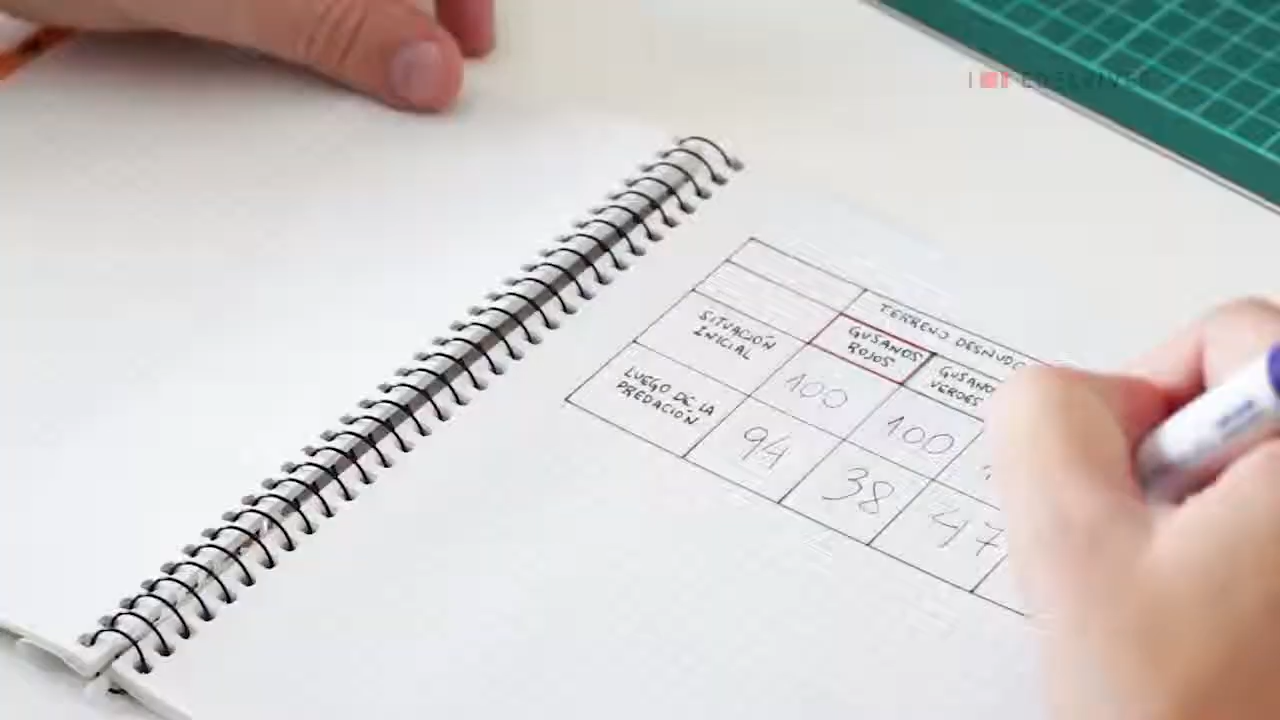 TERRENO DESNUDO
GUSANOS
ROJOS
GUSANOS
VERDES
SITUACIÓN
INICIAL
100
100
LUEGO DE LA
PREDACIÓN
94
38
47